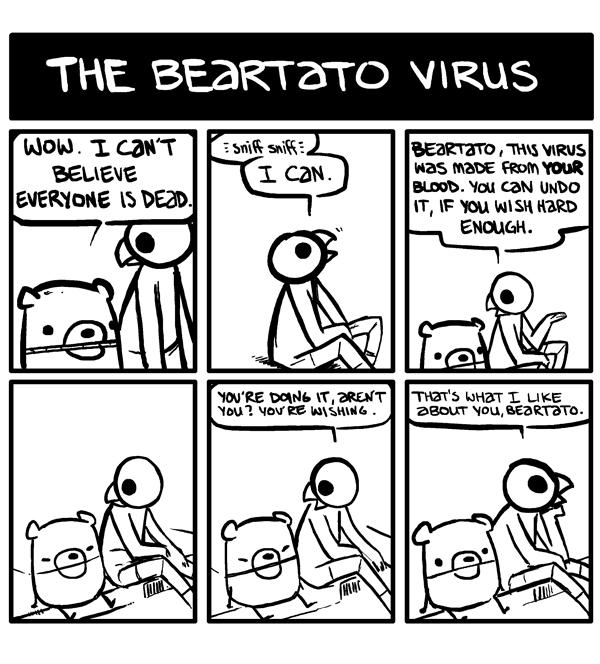 THE BEARTATO VIRUS
WOW. I CAN'T
BELIEVE
EVERYONE IS DEAD.
sniff sniff
I CAN.
BEARTATO, THIS VIRUS
WAS MADE FROM YOUR
BLOOD. YOU CAN UNDO
IT, IF YOU WISH HARD
ENOUGH.
YOU'RE DOING IT, AREN'T
YOU? YOU'RE WISHING.
THAT'S WHAT I LIKE
ABOUT YOU, BEARTATO.